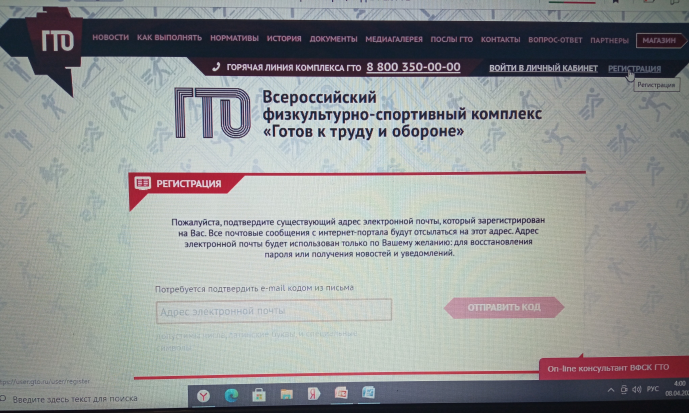 ГТО
НОВОСТИ КАК ВЫПОЛНЯТЬ НОРМАТИВЫ ИСТОРИЯ ДОКУМЕНТЫ МЕДИАГАЛЕРЕЯ ПОСЛЫ ГТО КОНТАКТЫ ВОПРОС-ОТВЕТ ПАРТНЕРЫ МАГАЗИН
ГОРЯЧАЯ ЛИНИЯ КОМПЛЕКСА ГТО 8 800 350-00-00 ВОЙТИ В ЛИЧНЫЙ КАБИНЕТ РЕГИСТРАЦИЯ
Регистрация
ГТО
Всероссийский
физкультурно-спортивный комплекс
«Готов к труду и обороне»
РЕГИСТРАЦИЯ
Пожалуйста, подтвердите существующий адрес электронной почты, который зарегистрирован
на Вас. Все почтовые сообщения с интернет-портала будут отсылаться на этот адрес. Адрес
электронной почты будет использован только по Вашему желанию: для восстановления
пароля или получения новостей и уведомлений.
Потребуется подтвердить e-mail кодом из письма
Адрес электронной почты
ОТПРАВИТЬ КОД
On-line консультант ВФСК ГТО
user.gto.ru/user/register
Введите здесь текст для поиска
РУС
4:00
08.04.20